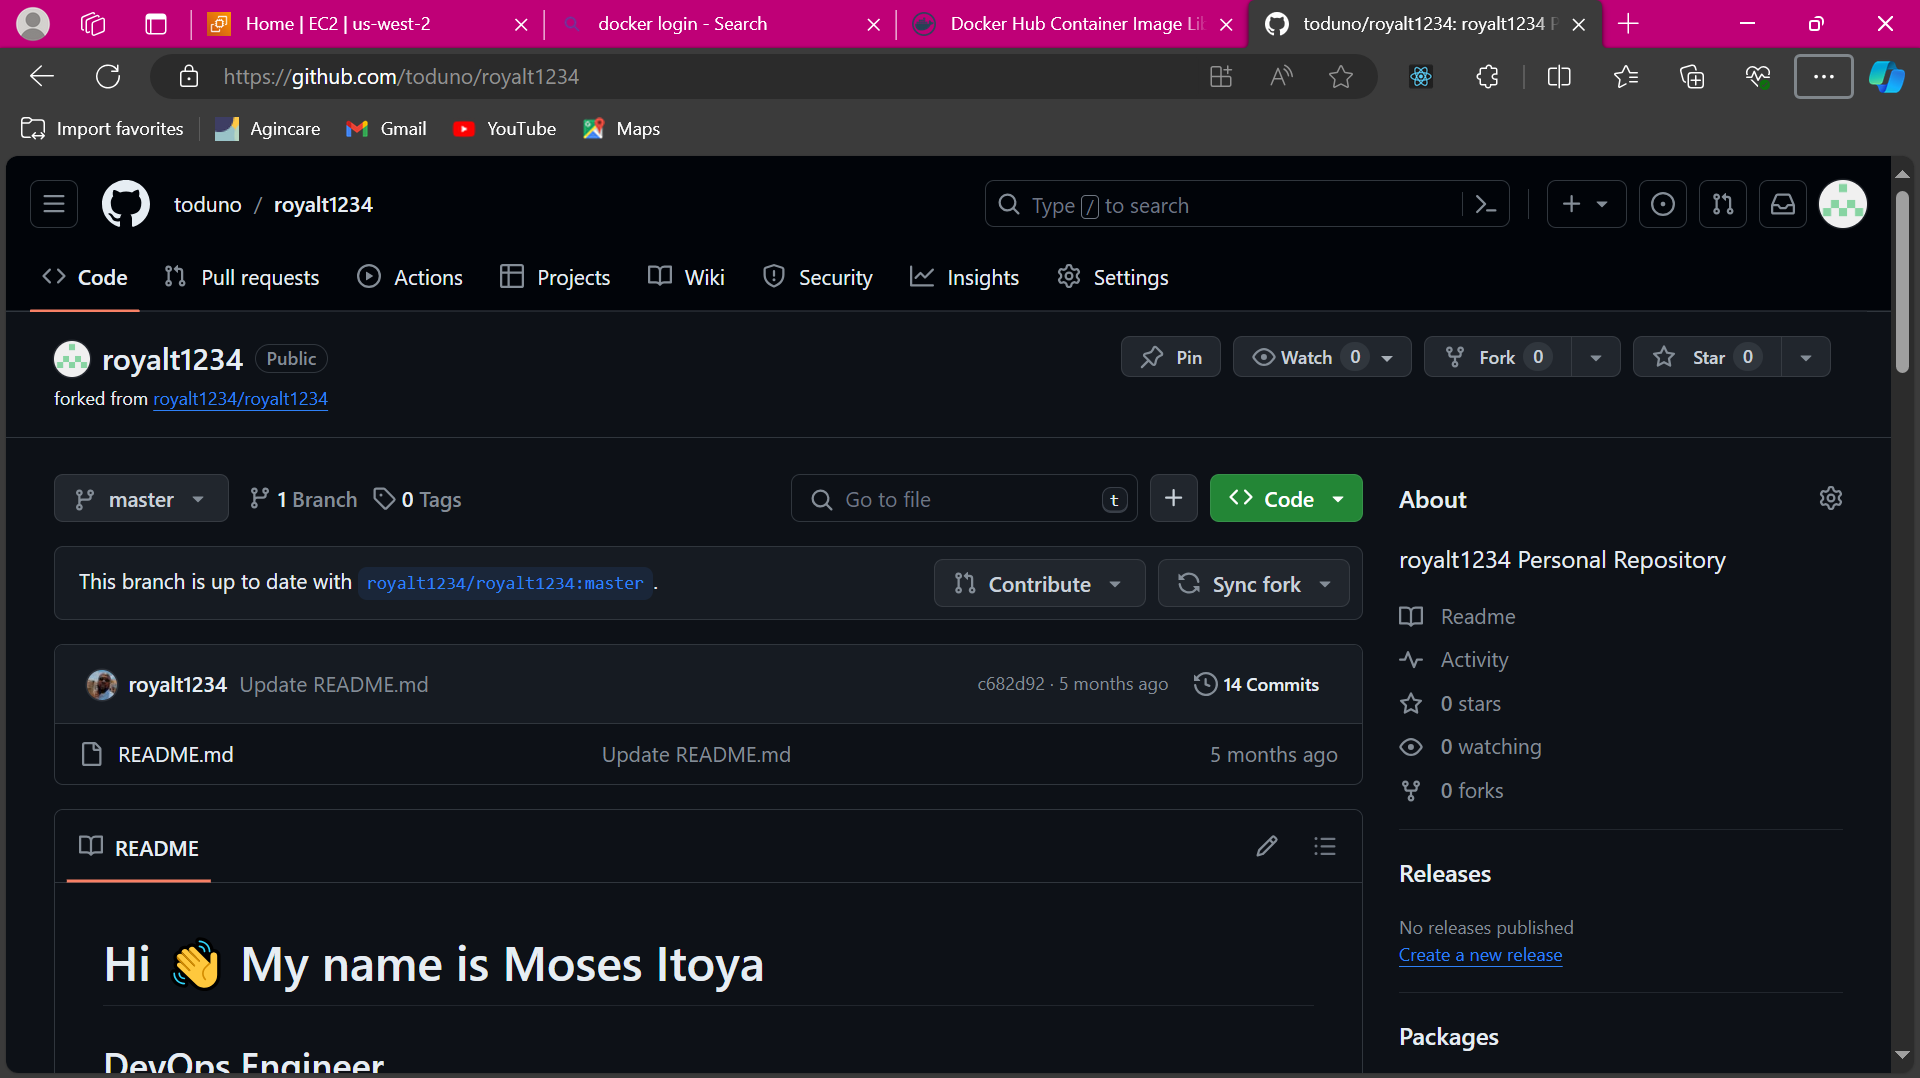 Home | EC2 | us-west-2
docker login - Search
Docker Hub Container Image Li
toduno/royalt1234: royalt1234 P
https://github.com/toduno/royalt1234
Import favorites
Agincare
Gmail
YouTube
Maps
toduno / royalt1234
Type / to search
Code
Pull requests
Actions
Projects
Wiki
Security
Insights
Settings
royalt1234 Public
Pin
Watch 0
Fork 0
Star 0
forked from royalt1234/royalt1234
master
1 Branch
0 Tags
Go to file t
Code
About
royalt1234 Personal Repository
This branch is up to date with royalt1234/royalt1234:master.
Contribute
Sync fork
Readme
Activity
0 stars
0 watching
0 forks
royalt1234 Update README.md
c682d92 · 5 months ago
14 Commits
README.md
Update README.md
5 months ago
README
Releases
No releases published
Create a new release
Packages
Hi 👋 My name is Moses Itoya
DevOps Engineer